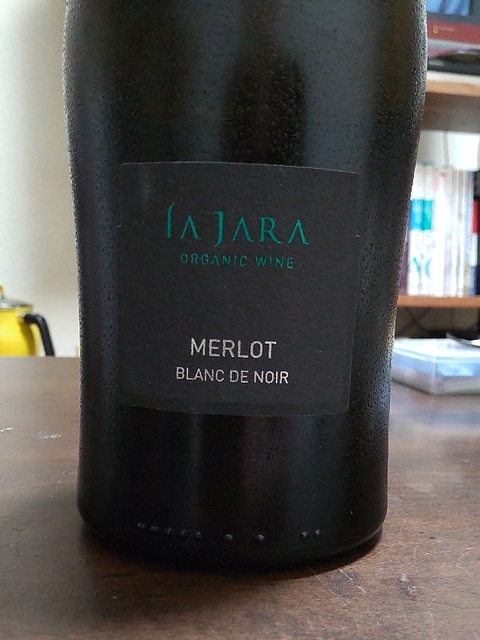 la JARA
ORGANIC WINE
MERLOT
BLANC DE NOIR